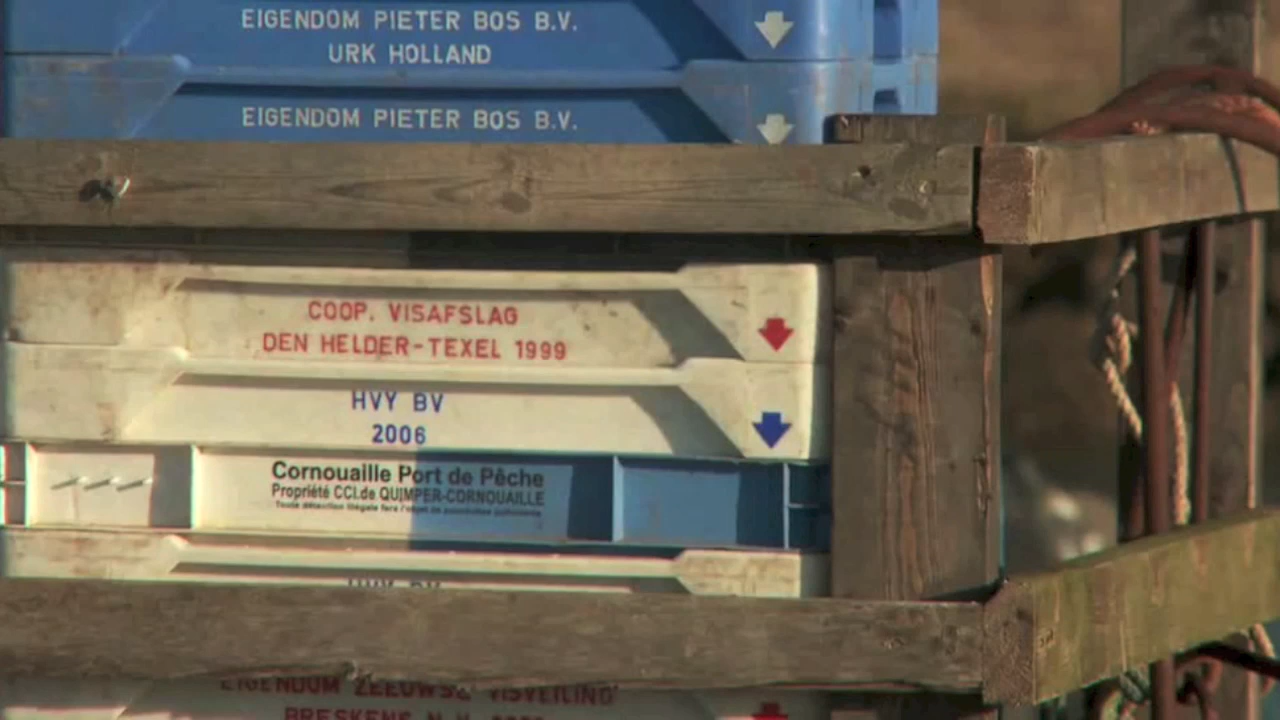 EIGENDOM PIETER BOS B.V.
URK HOLLAND
EIGENDOM PIETER BOS B.V.
COOP. VISAFSLAG
DEN HELDER-TEXEL 1999
HVY BV
2006
Cornouaille Port de Pêche
Propriété CCI.de QUIMPER-CORNOUAILLE
EIGENDOM ZEEUWSE VISVEILING
BRESKENS N.V.